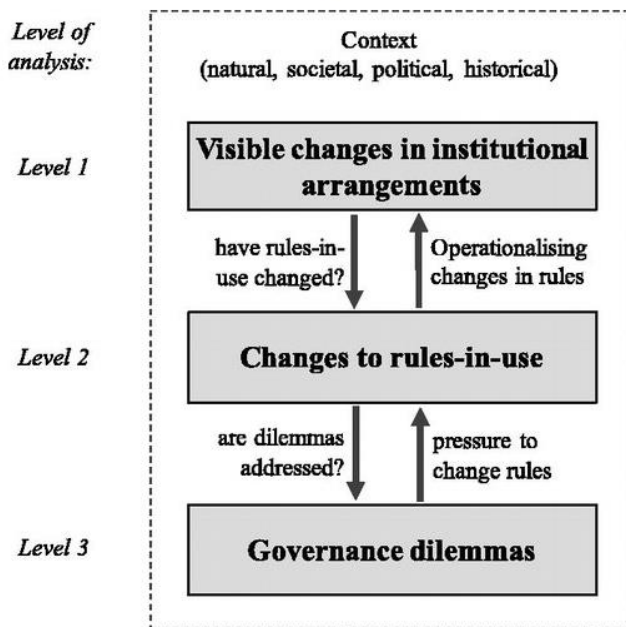 Level of
analysis:
Context
(natural, societal, political, historical)
Level 1
Visible changes in institutional
arrangements
have rules-in-
use changed?
Operationalising
changes in rules
Level 2
Changes to rules-in-use
are dilemmas
addressed?
pressure to
change rules
Level 3
Governance dilemmas